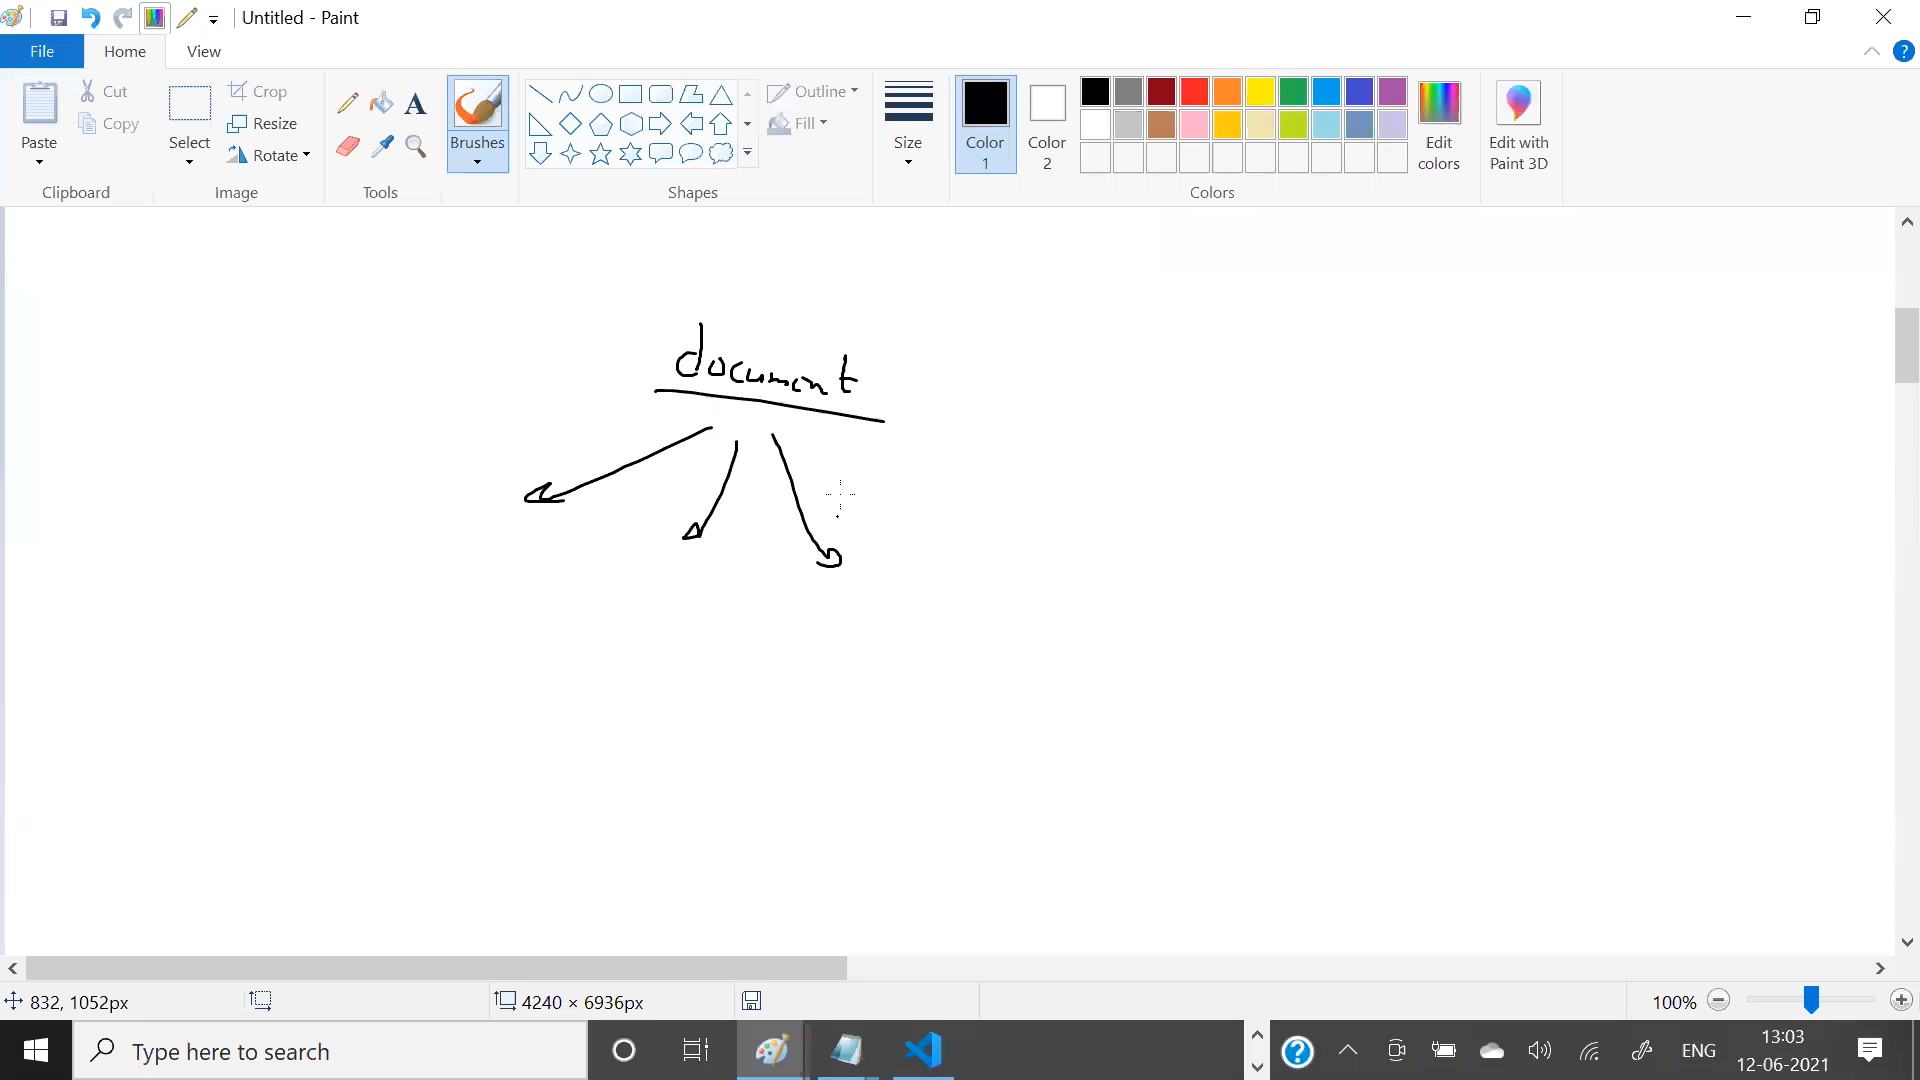 Untitled - Paint
File Home View
Paste
Cut
Copy
Clipboard
Select
Crop
Resize
Rotate
Image
Tools
Brushes
Shapes
Outline
Fill
Size
Color 1
Color 2
Colors
Edit colors
Edit with Paint 3D
document
832, 1052px
4240 × 6936px
100%
Type here to search
ENG
13:03
12-06-2021